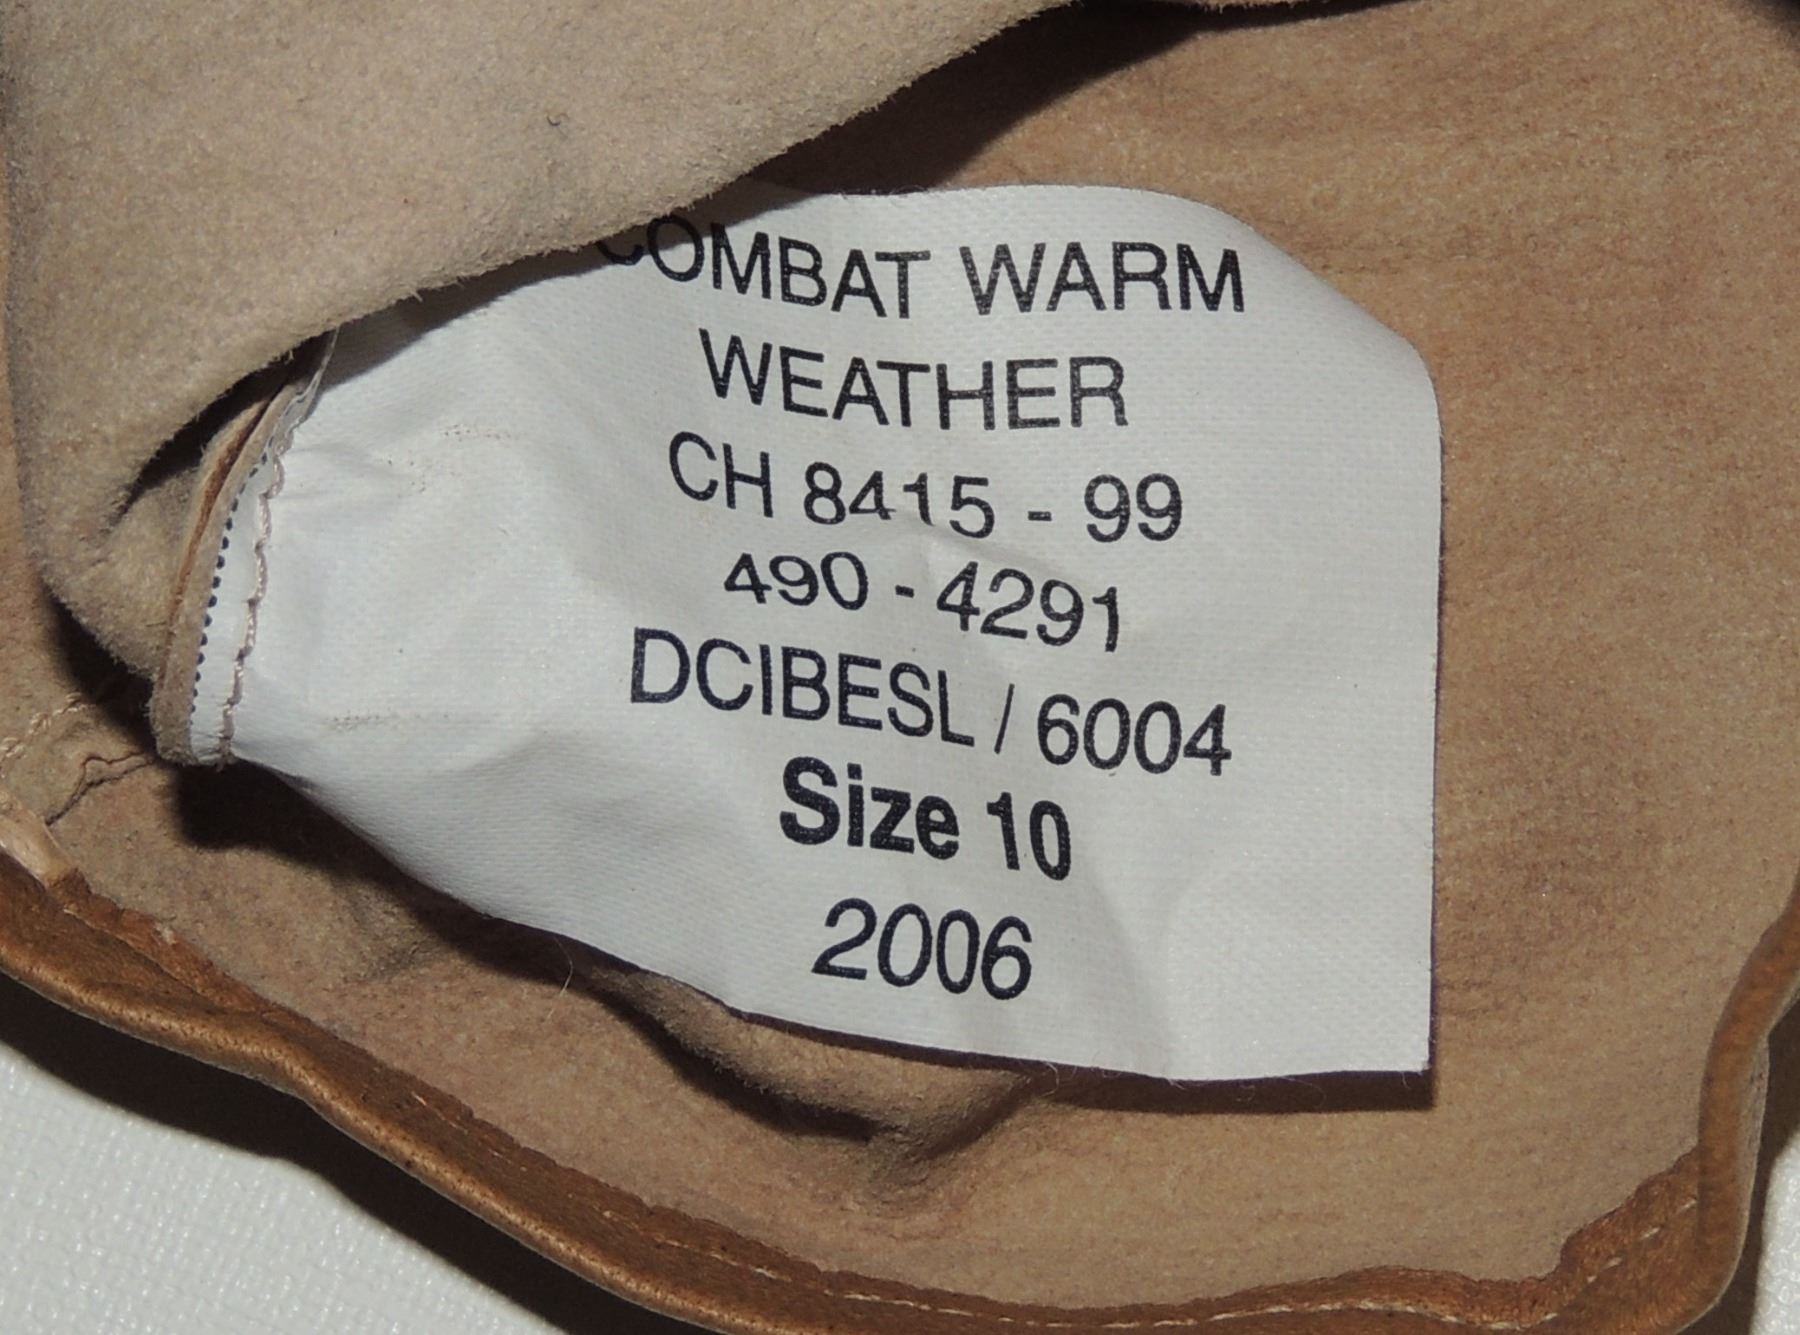 COMBAT WARM
WEATHER
CH 8415 - 99
490 - 4291
DCIBESL / 6004
Size 10
2006